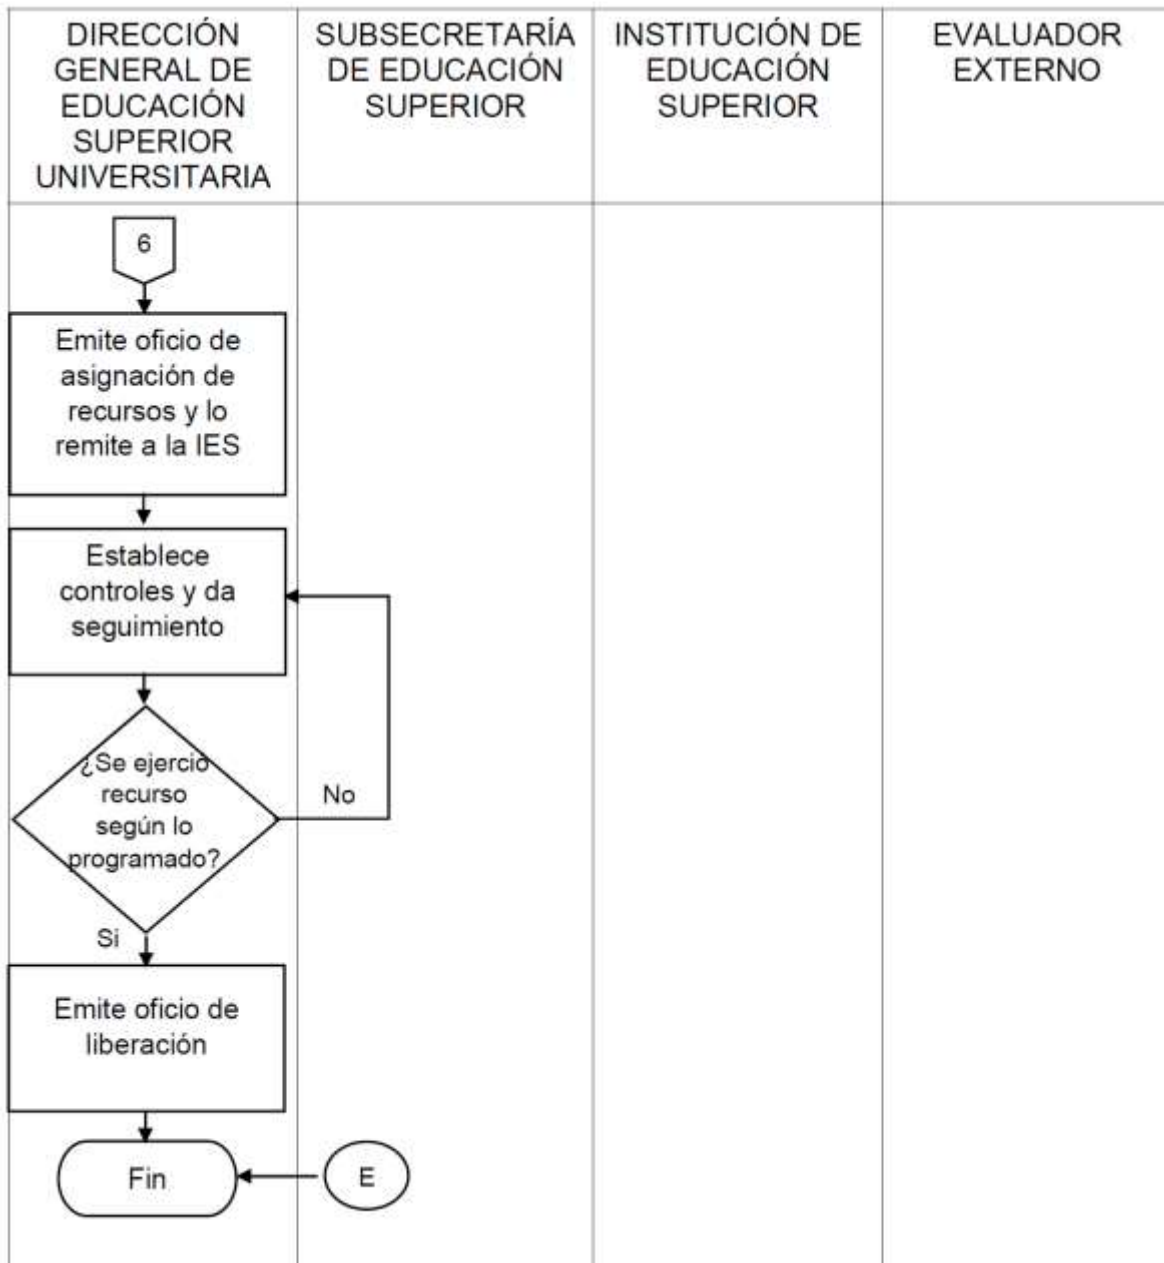 DIRECCIÓN
GENERAL DE
EDUCACIÓN
SUPERIOR
UNIVERSITARIA
SUBSECRETARÍA
DE EDUCACIÓN
SUPERIOR
INSTITUCIÓN DE
EDUCACIÓN
SUPERIOR
EVALUADOR
EXTERNO
6
Emite oficio de
asignación de
recursos y lo
remite a la IES
Establece
controles y da
seguimiento
¿Se ejerció
recurso
según lo
programado?
No
Si
Emite oficio de
liberación
Fin
E